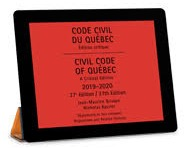 CODE CIVIL
DU QUÉBEC
Édition critique
CIVIL CODE
OF QUÉBEC
A Critical Edition
2019-2020
27e Édition / 27th Edition
Jean-Maurice Brisson
Nicholas Kasirer